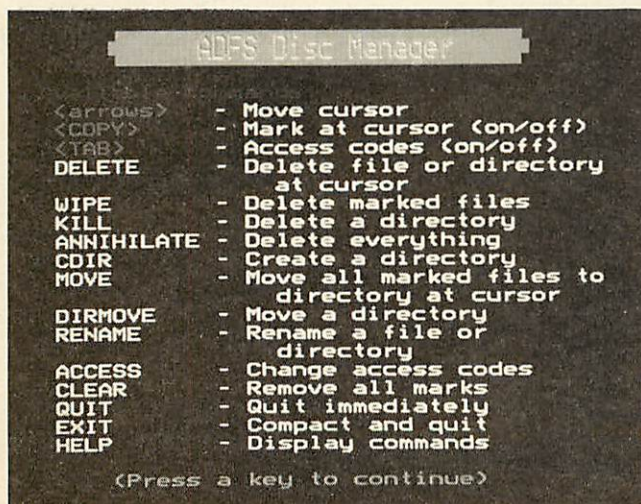 ADFS Disc Manager
<arrows> - Move cursor
<COPY> - Mark at cursor (on/off)
<TAB> - Access codes (on/off)
DELETE - Delete file or directory
at cursor
WIPE - Delete marked files
KILL - Delete a directory
ANNIHILATE - Delete everything
CDIR - Create a directory
MOVE - Move all marked files to
directory at cursor
DIRMOVE - Move a directory
RENAME - Rename a file or
directory
ACCESS - Change access codes
CLEAR - Remove all marks
QUIT - Quit immediately
EXIT - Compact and quit
HELP - Display commands
(Press a key to continue)